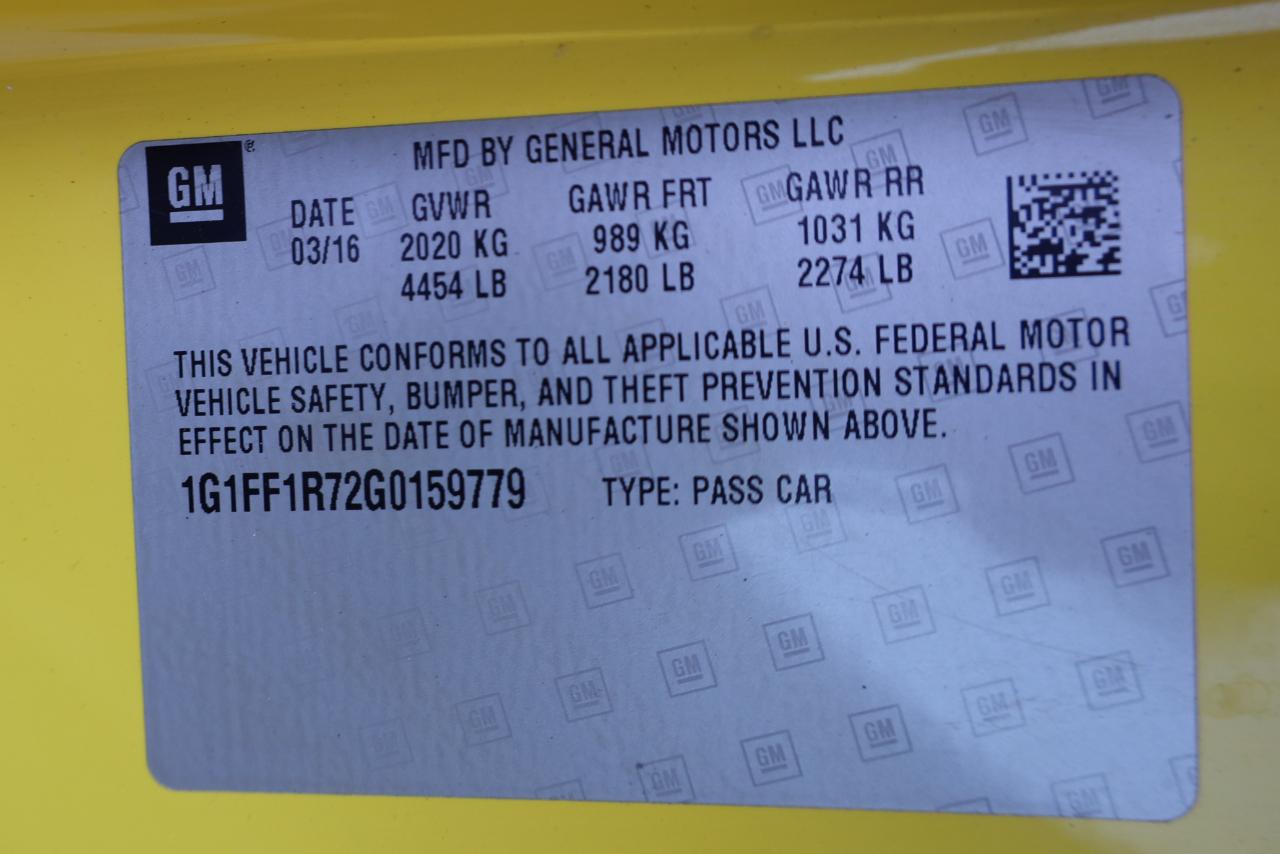 GM
MFD BY GENERAL MOTORS LLC
DATE GVWR GAWR FRT GAWR RR
03/16 2020 KG 989 KG 1031 KG
4454 LB 2180 LB 2274 LB
THIS VEHICLE CONFORMS TO ALL APPLICABLE U.S. FEDERAL MOTOR
VEHICLE SAFETY, BUMPER, AND THEFT PREVENTION STANDARDS IN
EFFECT ON THE DATE OF MANUFACTURE SHOWN ABOVE.
1G1FF1R72G0159779 TYPE: PASS CAR